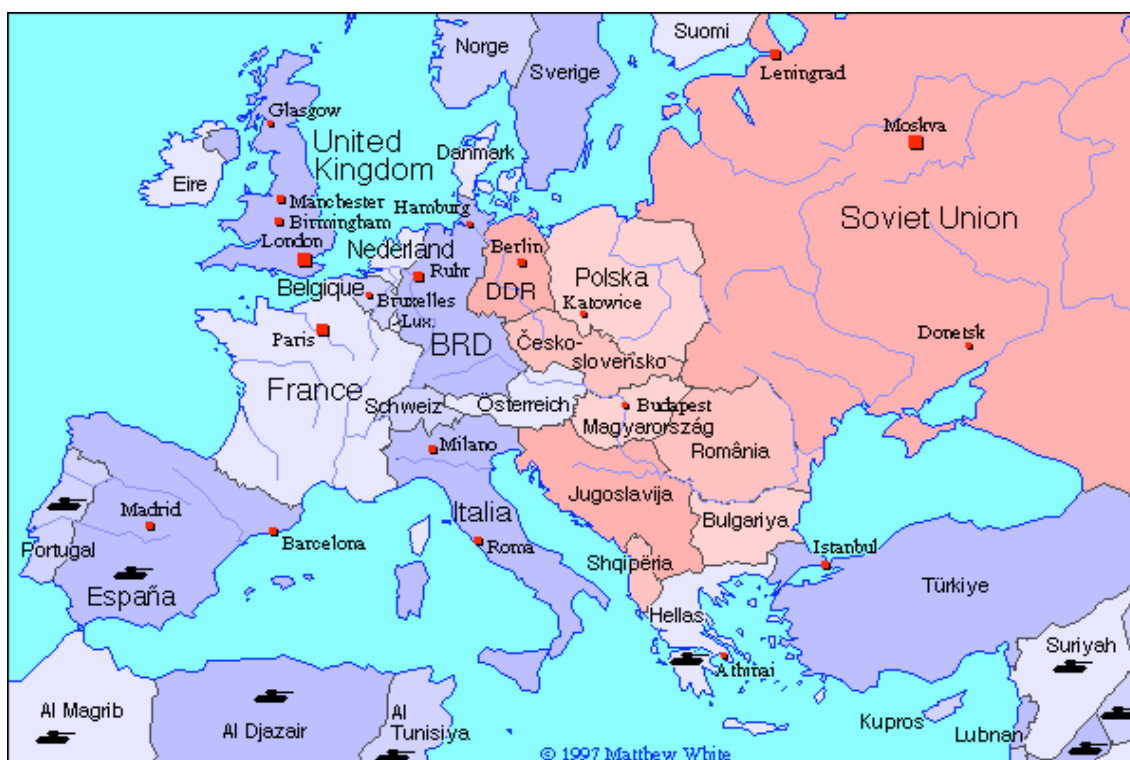 Norge
Suomi
Sverige
Leningrad
Glasgow
Moskva
United
Kingdom
Danmark
Eire
Manchester
Hamburg
Birmingham
Soviet Union
London
Nederland
Berlin
Ruhr
Polska
Belgique
Bruxelles
DDR
Katowice
Lux.
Paris
BRD
Česko-
slovensko
Donetsk
France
Schweiz
Österreich
Budapest
Magyarország
Milano
România
Jugoslavija
Madrid
Italia
Bulgariya
Portugal
Barcelona
Roma
Istanbul
Shqipëria
España
Türkiye
Hellas
Suriyah
Athinai
Al Magrib
Al Djazair
Al
Tunisiya
Kupros
Lubnan
© 1997 Matthew White